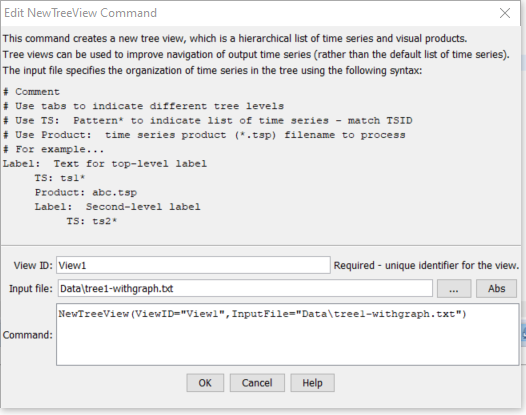 Edit NewTreeView Command
This command creates a new tree view, which is a hierarchical list of time series and visual products.
Tree views can be used to improve navigation of output time series (rather than the default list of time series).
The input file specifies the organization of time series in the tree using the following syntax:
# Comment
# Use tabs to indicate different tree levels
# Use TS:  Pattern* to indicate list of time series - match TSID
# Use Product:  time series product (*.tsp) filename to process
# For example...
Label:  Text for top-level label
TS: ts1*
Product: abc.tsp
Label:  Second-level label
TS: ts2*
View ID: View1 Required - unique identifier for the view.
Input file: Data\tree1-withgraph.txt ... Abs
NewTreeView(ViewID="View1",InputFile="Data\tree1-withgraph.txt")
Command:
OK Cancel Help